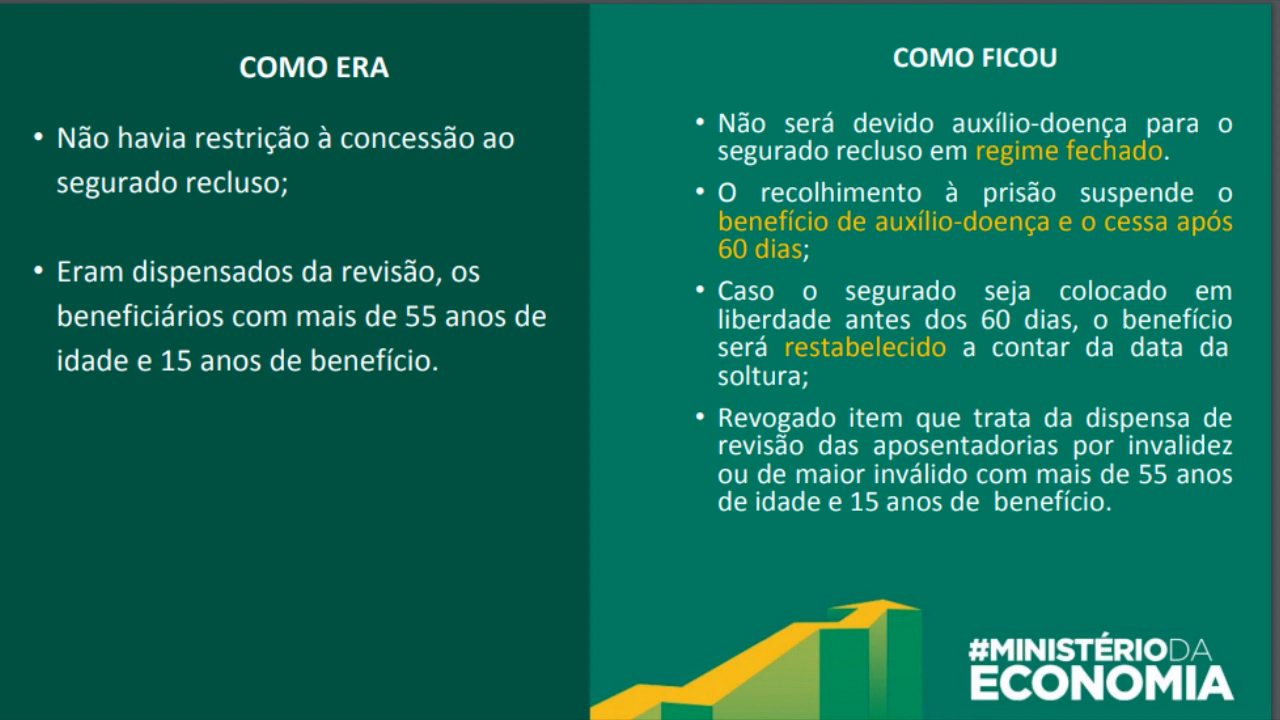 COMO ERA
• Não havia restrição à concessão ao
segurado recluso;
• Eram dispensados da revisão, os
beneficiários com mais de 55 anos de
idade e 15 anos de benefício.
COMO FICOU
• Não será devido auxílio-doença para o
segurado recluso em regime fechado.
• O recolhimento à prisão suspende o
benefício de auxílio-doença e o cessa após
60 dias;
• Caso o segurado seja colocado em
liberdade antes dos 60 dias, o benefício
será restabelecido a contar da data da
soltura;
• Revogado item que trata da dispensa de
revisão das aposentadorias por invalidez
ou de maior inválido com mais de 55 anos
de idade e 15 anos de benefício.
#MINISTÉRIODA
ECONOMIA